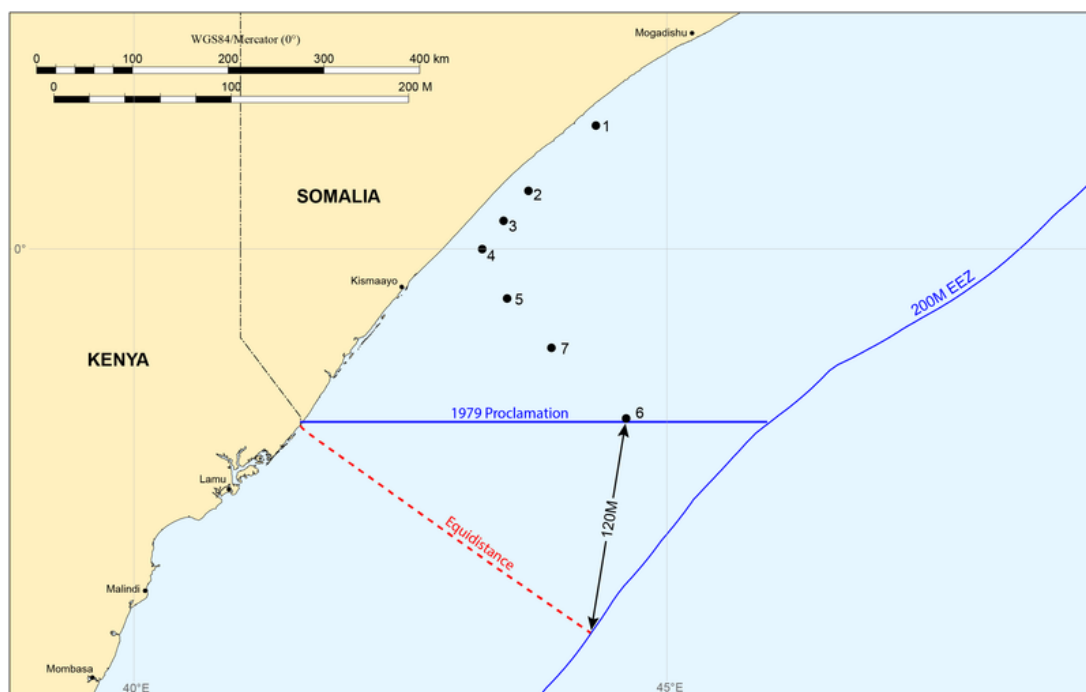 WGS84/Mercator (0°)
0 100 200 300 400 km
0 100 200 M
Mogadishu
1
SOMALIA
2
3
0°
4
Kismaayo
5
200M EEZ
KENYA
7
1979 Proclamation
6
Lamu
120M
Equidistance
Malindi
Mombasa
40°E
45°E